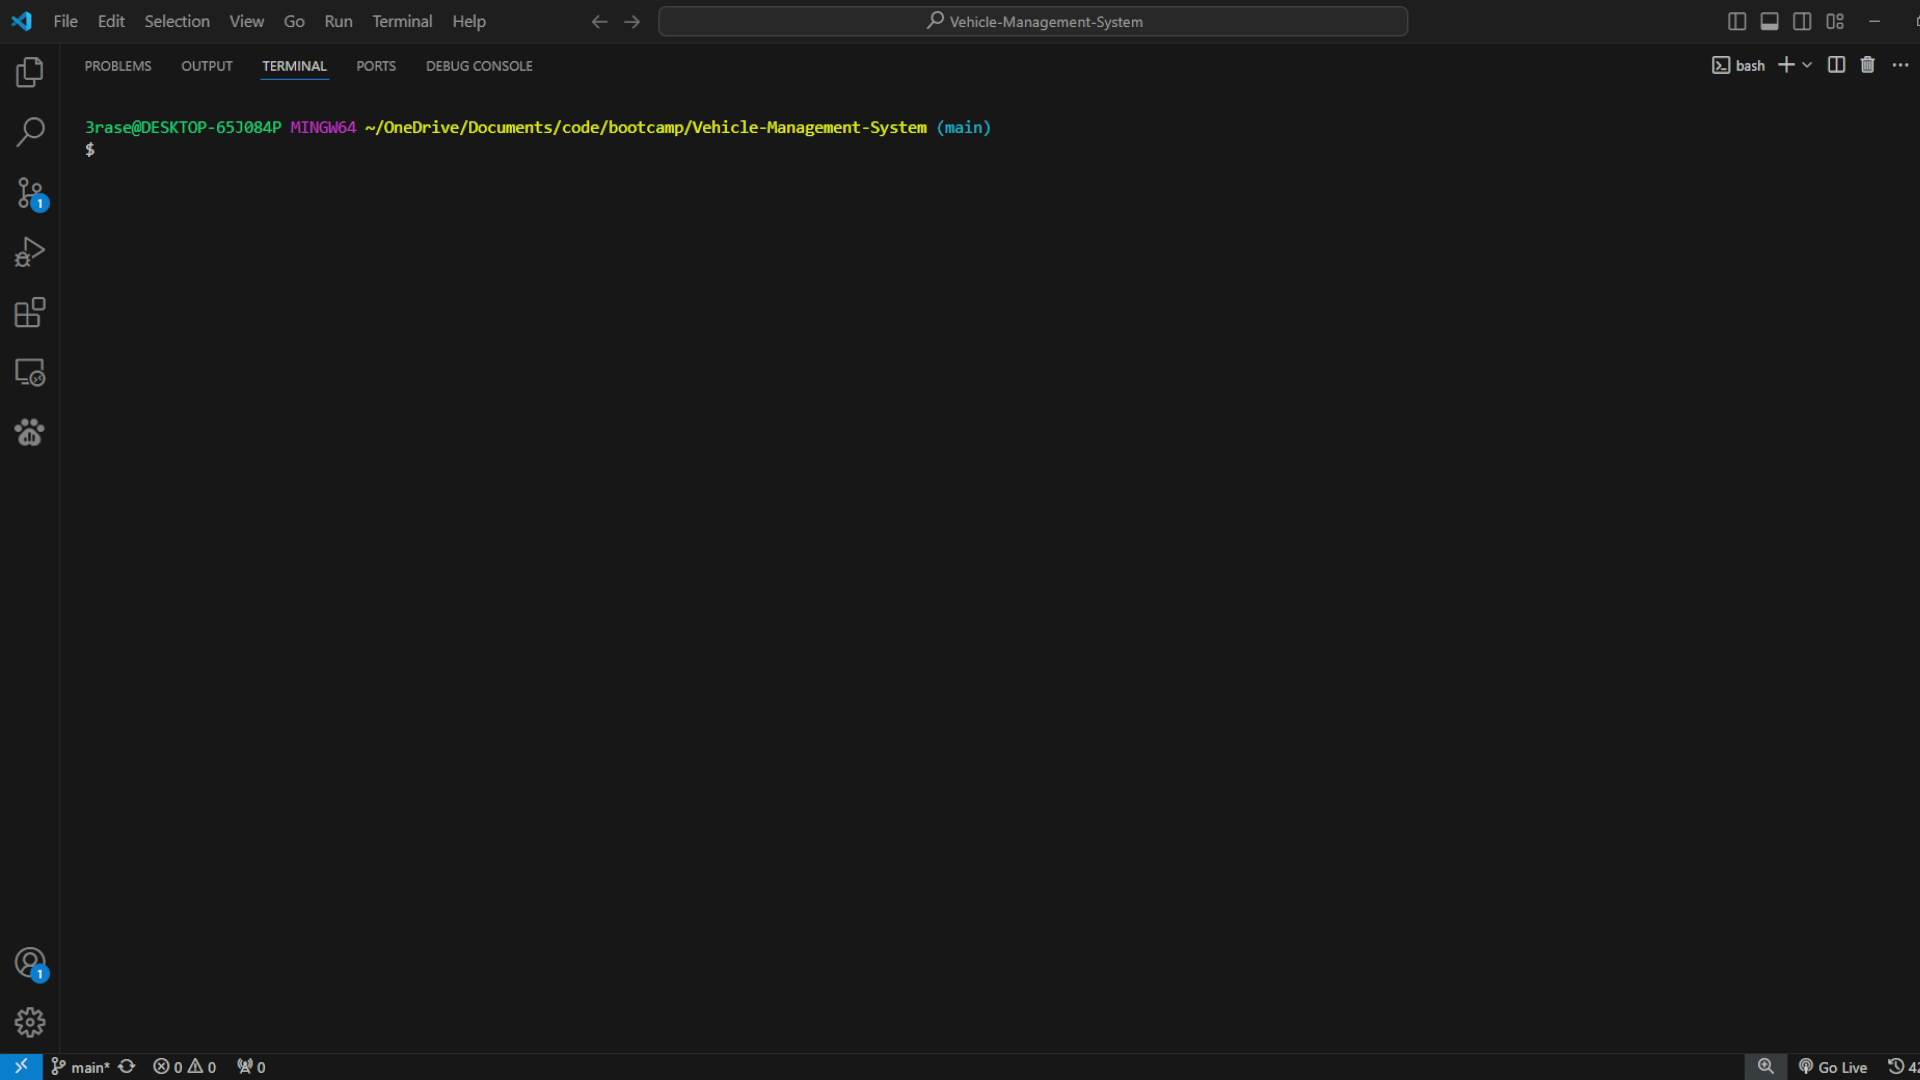 File Edit Selection View Go Run Terminal Help Vehicle-Management-System
PROBLEMS OUTPUT TERMINAL PORTS DEBUG CONSOLE bash
3rase@DESKTOP-65J084P MINGW64 ~/OneDrive/Documents/code/bootcamp/Vehicle-Management-System (main)
$
1
1
main* 0 0 0 Go Live